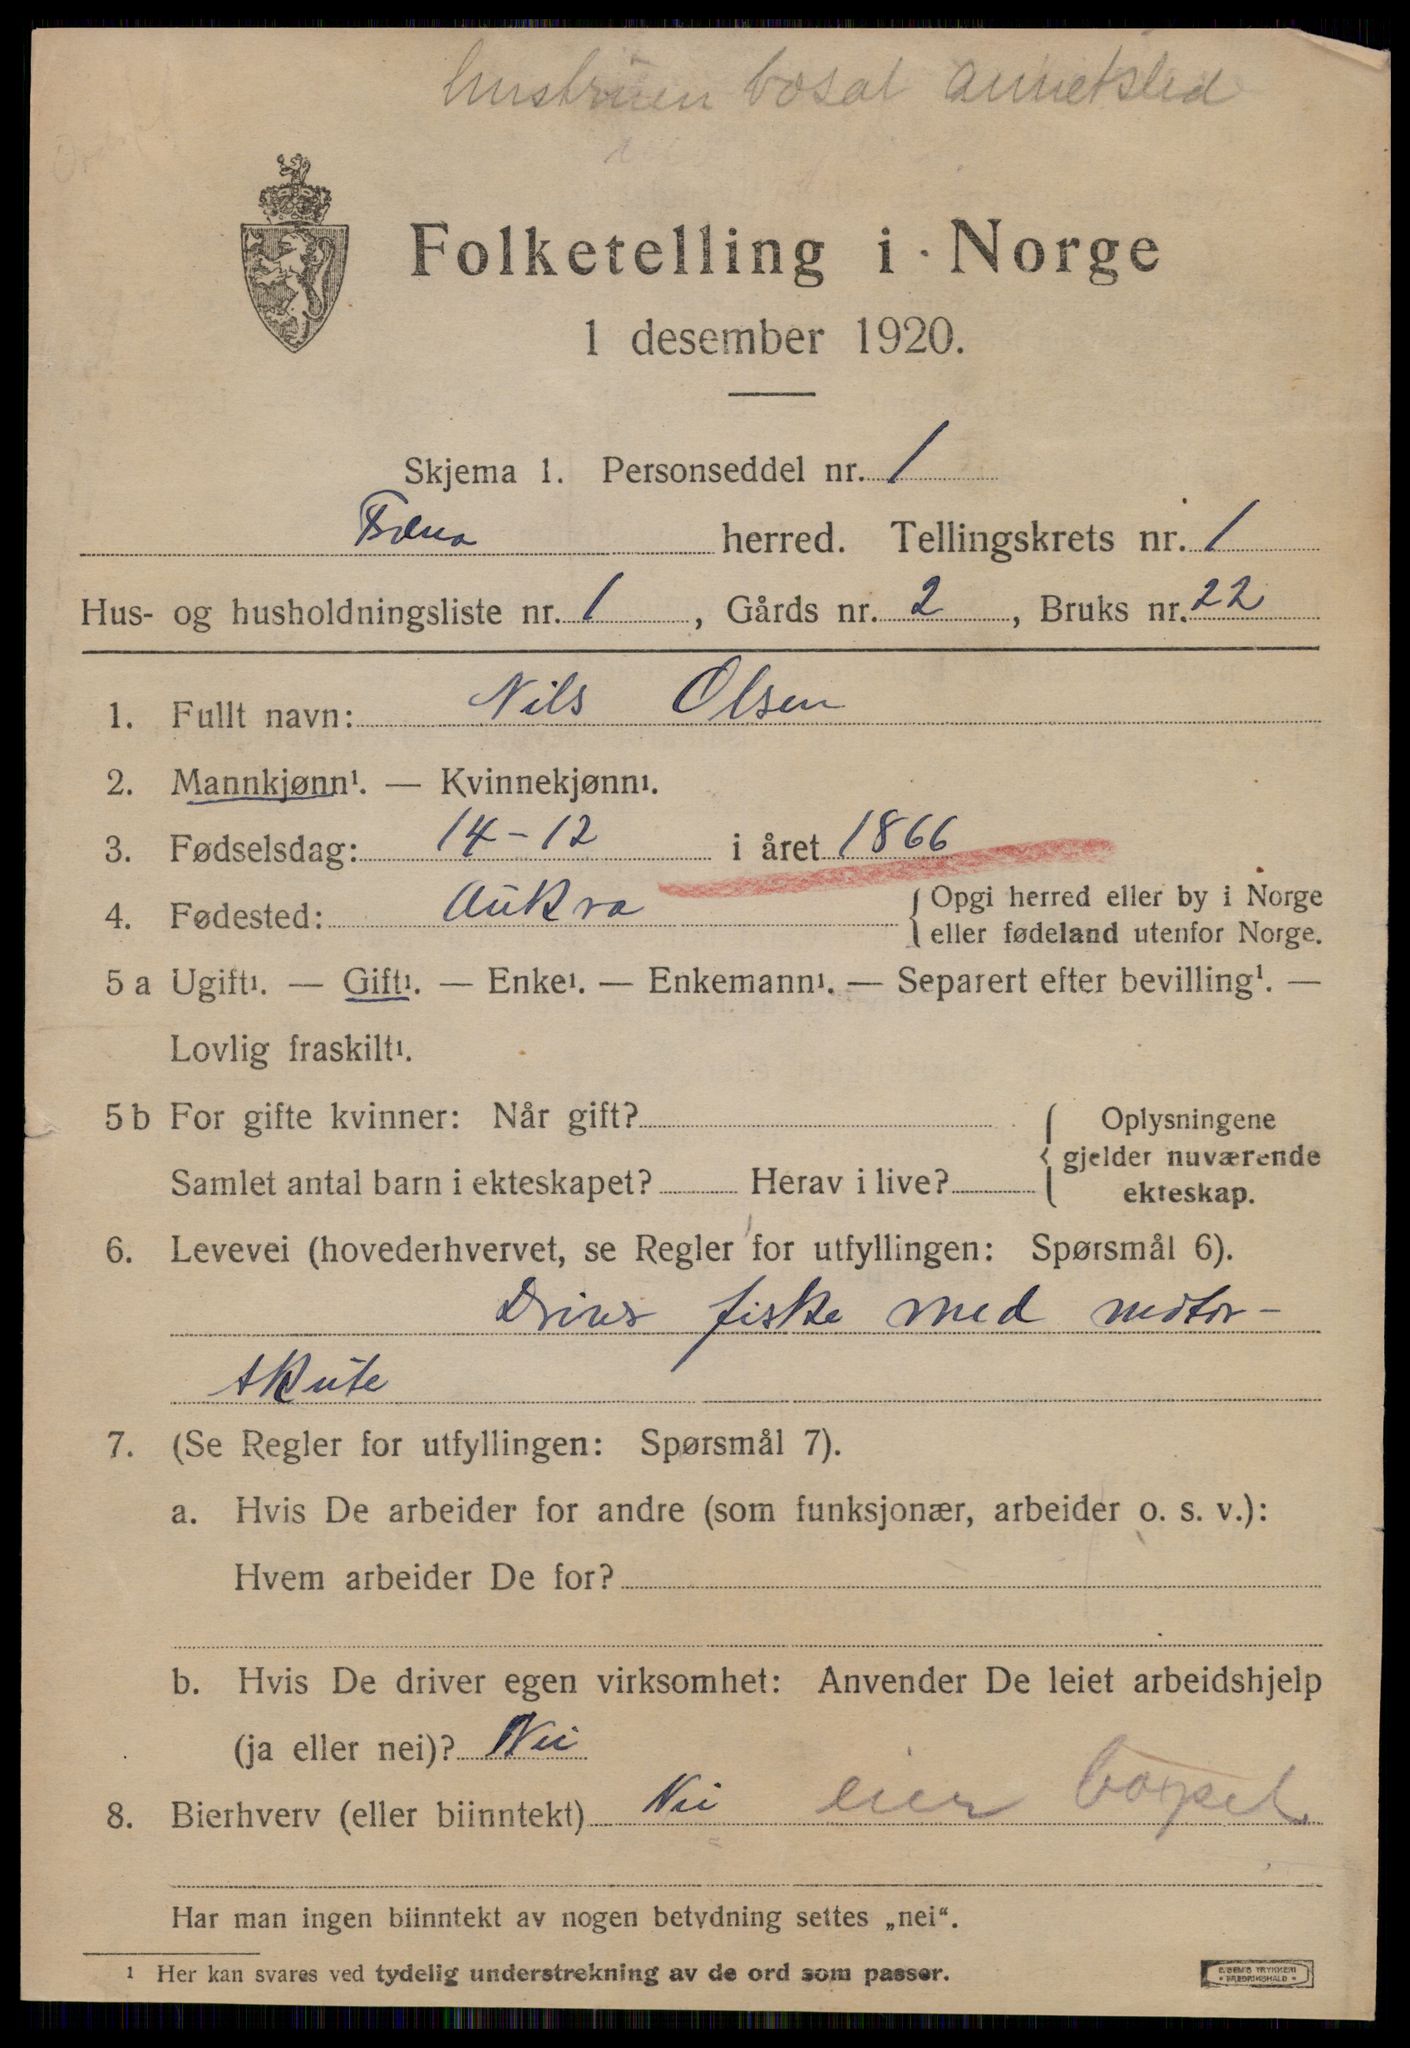 hustruen bosat annetsted
Folketelling i Norge
1 desember 1920.
Skjema 1. Personseddel nr. 1
Fræna herred. Tellingskrets nr. 1
Hus- og husholdningsliste nr. 1, Gårds nr. 2, Bruks nr. 22
1. Fullt navn: Nils Olsen
2. Mannkjønn¹. — Kvinnekjønn¹.
3. Fødselsdag: 14-12 i året 1866
4. Fødested: Aukra { Opgi herred eller by i Norge
eller fødeland utenfor Norge.
5 a Ugift¹. — Gift¹. — Enke¹. — Enkemann¹. — Separert efter bevilling¹. —
Lovlig fraskilt¹.
5 b For gifte kvinner: Når gift? { Oplysningene
gjelder nuværende
Samlet antal barn i ekteskapet? Herav i live? ekteskap.
6. Levevei (hovederhvervet, se Regler for utfyllingen: Spørsmål 6).
Driver fiske med motor-
skute
7. (Se Regler for utfyllingen: Spørsmål 7).
a. Hvis De arbeider for andre (som funksjonær, arbeider o. s. v.):
Hvem arbeider De for?
b. Hvis De driver egen virksomhet: Anvender De leiet arbeidshjelp
(ja eller nei)? Nei
8. Bierhverv (eller biinntekt) Nei eier
Har man ingen biinntekt av nogen betydning settes „nei“.
1 Her kan svares ved tydelig understrekning av de ord som passer.
TRYKKERI
FREDRIKSHALD